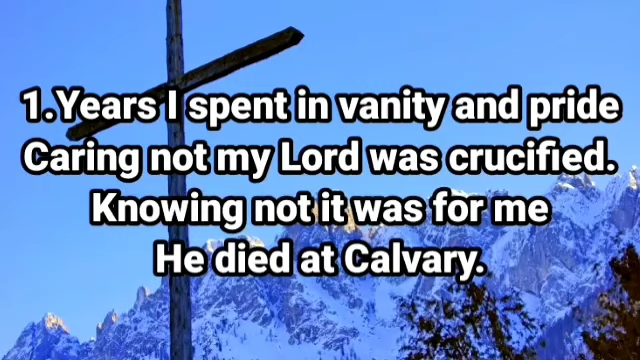 1.Years I spent in vanity and pride
Caring not my Lord was crucified.
Knowing not it was for me
He died at Calvary.